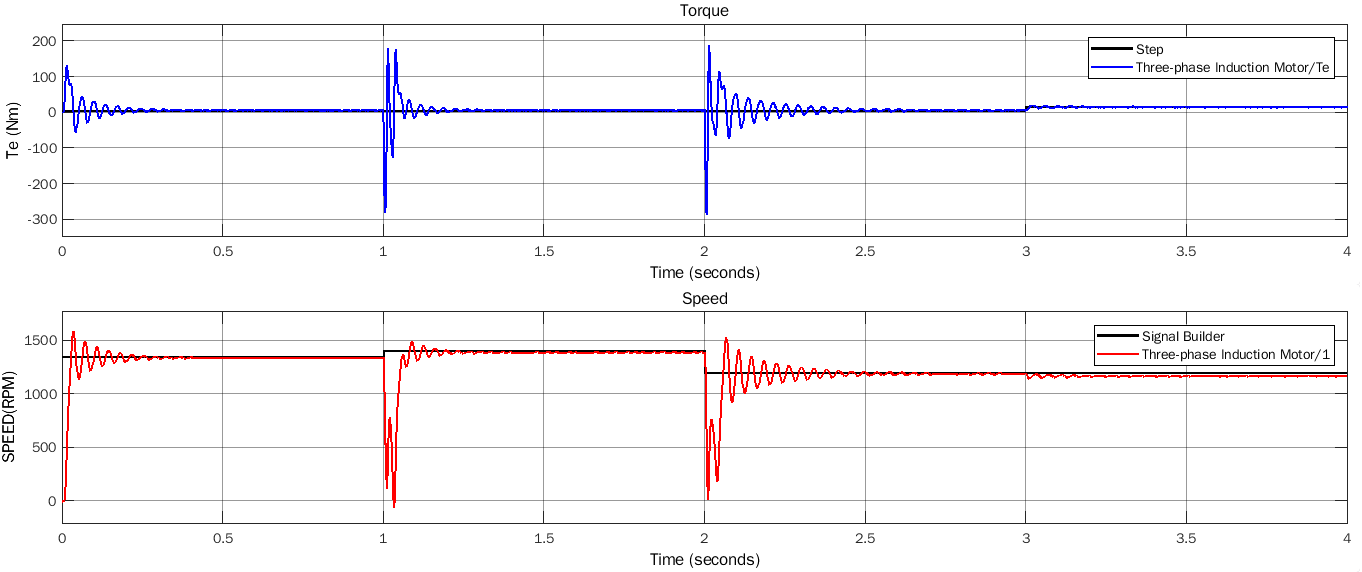 Torque
200
100
0
-100
-200
-300
Te (Nm)
Step
Three-phase Induction Motor/Te
0 0.5 1 1.5 2 2.5 3 3.5 4
Time (seconds)
Speed
1500
1000
500
0
SPEED(RPM)
Signal Builder
Three-phase Induction Motor/1
0 0.5 1 1.5 2 2.5 3 3.5 4
Time (seconds)